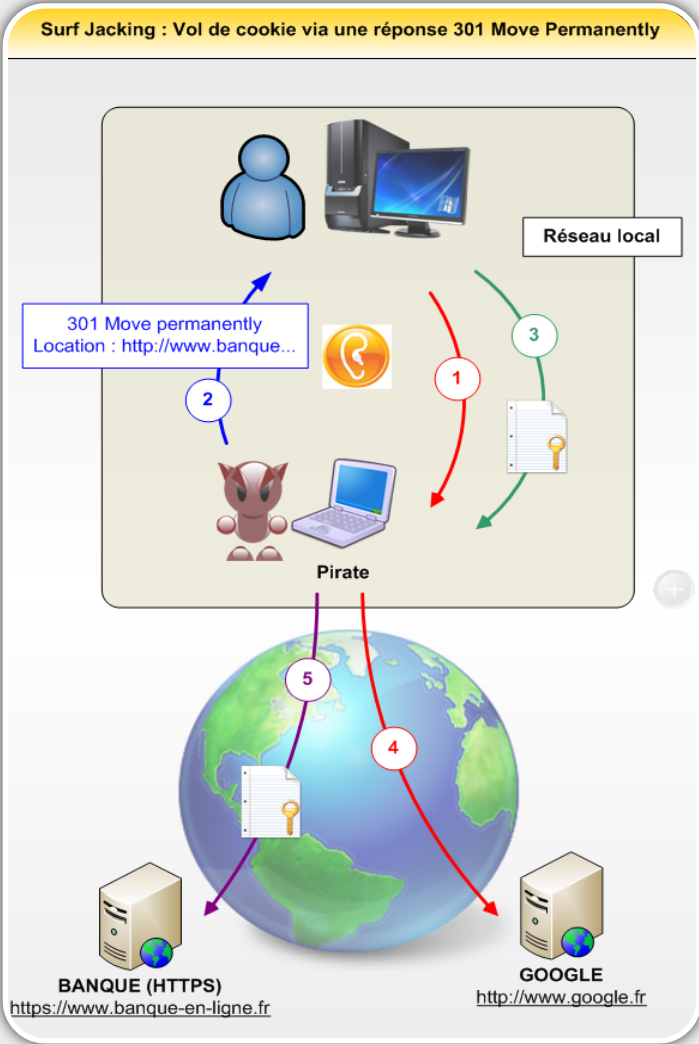 Surf Jacking : Vol de cookie via une réponse 301 Move Permanently
Réseau local
301 Move permanently
Location : http://www.banque...
3
1
2
Pirate
5
4
BANQUE (HTTPS)
https://www.banque-en-ligne.fr
GOOGLE
http://www.google.fr